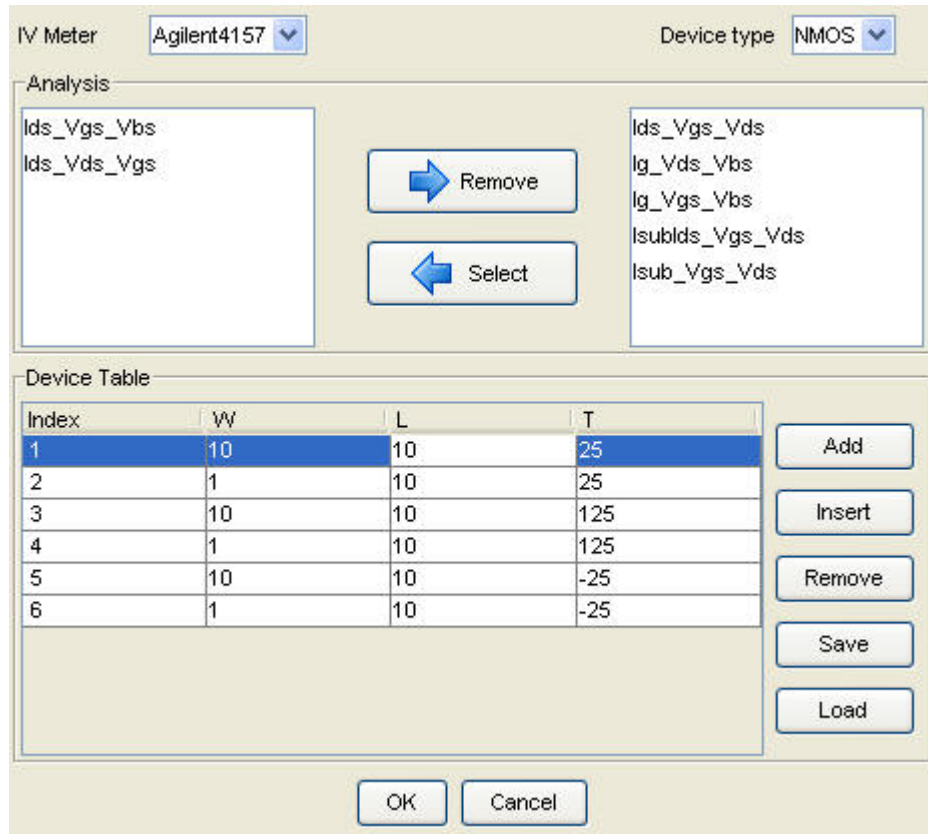 IV Meter Agilent4157 Device type NMOS
Analysis
Ids_Vgs_Vbs
Ids_Vds_Vgs
Remove
Select
Ids_Vgs_Vds
Ig_Vds_Vbs
Ig_Vgs_Vbs
IsubIds_Vgs_Vds
Isub_Vgs_Vds
Device Table
Index W L T
1 10 10 25
2 1 10 25
3 10 10 125
4 1 10 125
5 10 10 -25
6 1 10 -25
Add
Insert
Remove
Save
Load
OK Cancel